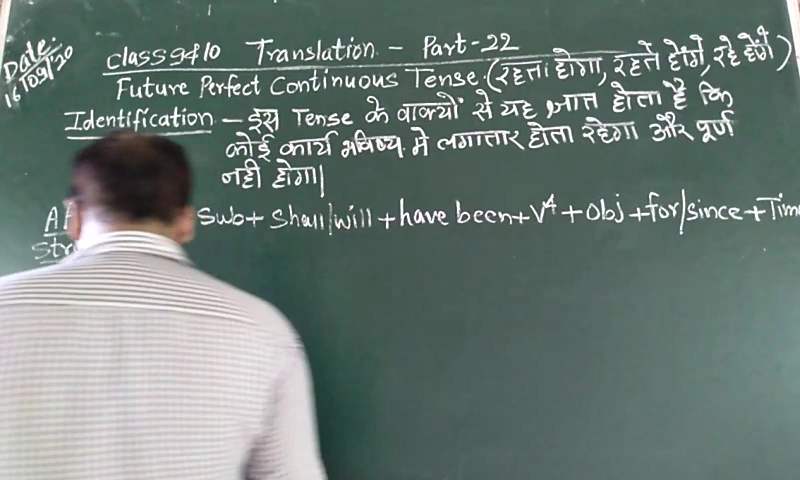 Date:
16/09/20
Class 9 & 10 Translation - Part-22
Future Perfect Continuous Tense (रहता होगा, रहते होंगे, रहे होंगे)
Identification - इस Tense के वाक्यों से यह ज्ञात होता है कि
कोई कार्य भविष्य में लगातार होता रहेगा और पूर्ण
नही होगा|
Sub + Shall/will + have been + V4 + Obj + for/since + Time